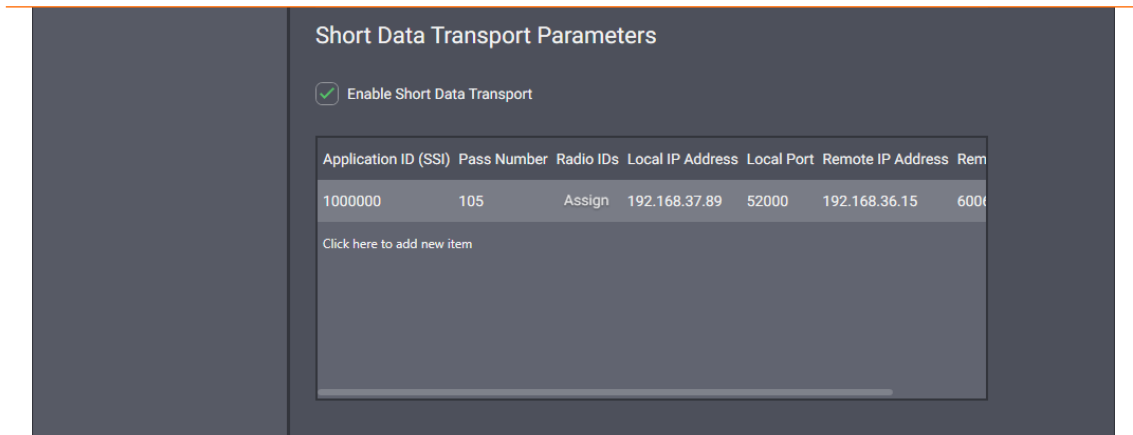 Short Data Transport Parameters
Enable Short Data Transport
Application ID (SSI) Pass Number Radio IDs Local IP Address Local Port Remote IP Address Rem
1000000 105 Assign 192.168.37.89 52000 192.168.36.15 6006
Click here to add new item